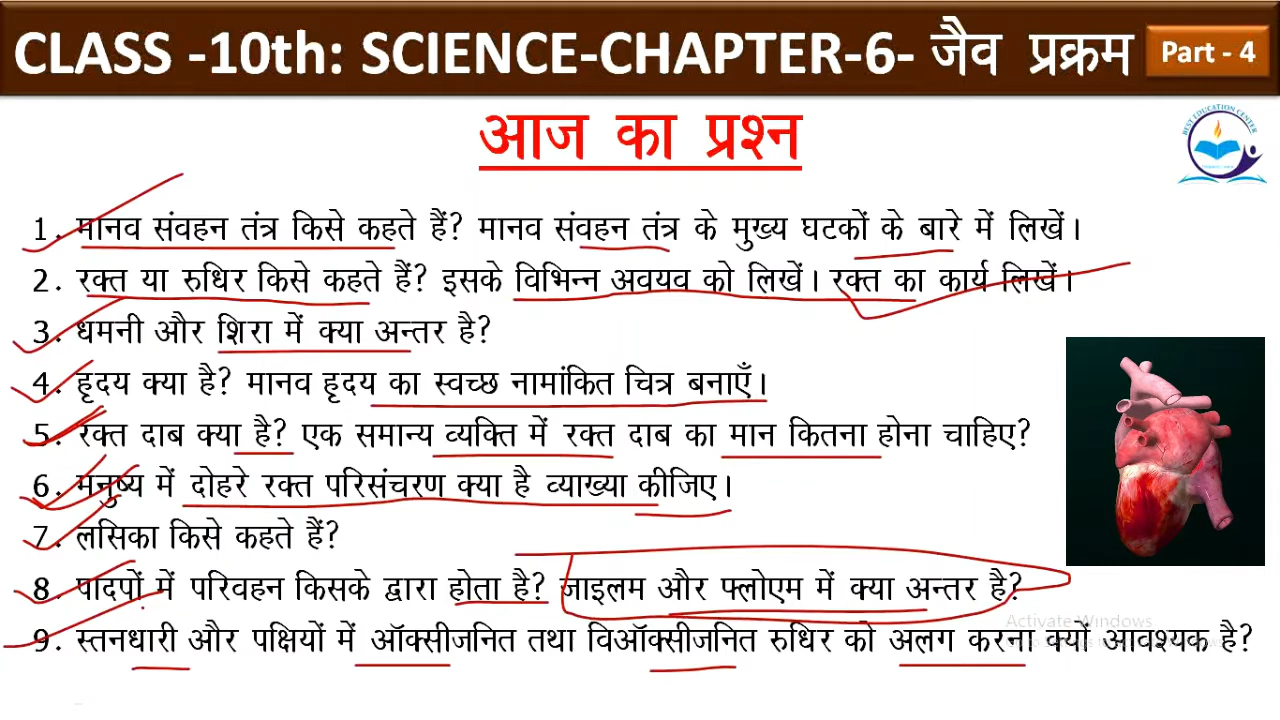 CLASS -10th: SCIENCE-CHAPTER-6- जैव प्रक्रम
Part - 4
BEST EDUCATION CENTER
आज का प्रश्न
1. मानव संवहन तंत्र किसे कहते हैं? मानव संवहन तंत्र के मुख्य घटकों के बारे में लिखें।
2. रक्त या रुधिर किसे कहते हैं? इसके विभिन्न अवयव को लिखें। रक्त का कार्य लिखें।
3. धमनी और शिरा में क्या अन्तर है?
4. हृदय क्या है? मानव हृदय का स्वच्छ नामांकित चित्र बनाएँ।
5. रक्त दाब क्या है? एक समान्य व्यक्ति में रक्त दाब का मान कितना होना चाहिए?
6. मनुष्य में दोहरे रक्त परिसंचरण क्या है व्याख्या कीजिए।
7. लसिका किसे कहते हैं?
8. पादपों में परिवहन किसके द्वारा होता है? जाइलम और फ्लोएम में क्या अन्तर है?
Activate Windows
9. स्तनधारी और पक्षियों में ऑक्सीजनित तथा विऑक्सीजनित रुधिर को अलग करना क्यों आवश्यक है?